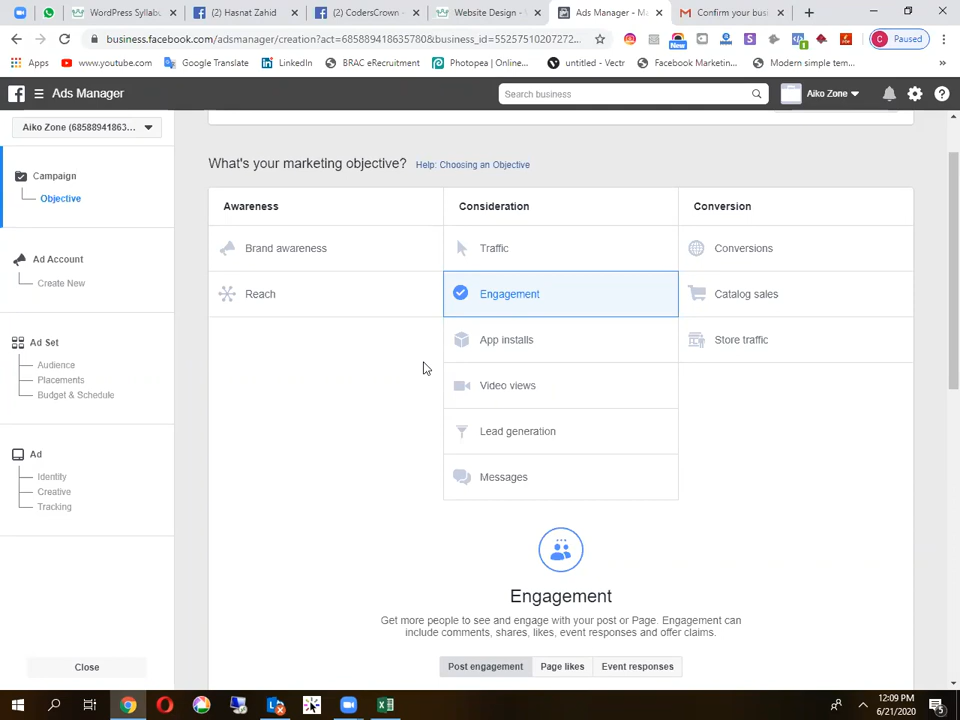 WordPress Syllabu
(2) Hasnat Zahid
(2) CodersCrown -
Website Design - W
Ads Manager - Ma
Confirm your busi
business.facebook.com/adsmanager/creation?act=685889418635780&business_id=55257510207272...
New
1
C Paused
Apps
www.youtube.com
Google Translate
LinkedIn
BRAC eRecruitment
Photopea | Online...
untitled - Vectr
Facebook Marketin...
Modern simple tem...
»
Ads Manager
Search business
Aiko Zone
Aiko Zone (68588941863...
Campaign
Objective
Ad Account
Create New
Ad Set
Audience
Placements
Budget & Schedule
Ad
Identity
Creative
Tracking
Close
What's your marketing objective? Help: Choosing an Objective
Awareness
Consideration
Conversion
Brand awareness
Traffic
Conversions
Reach
Engagement
Catalog sales
App installs
Store traffic
Video views
Lead generation
Messages
Engagement
Get more people to see and engage with your post or Page. Engagement can
include comments, shares, likes, event responses and offer claims.
Post engagement
Page likes
Event responses
12:09 PM
6/21/2020
5